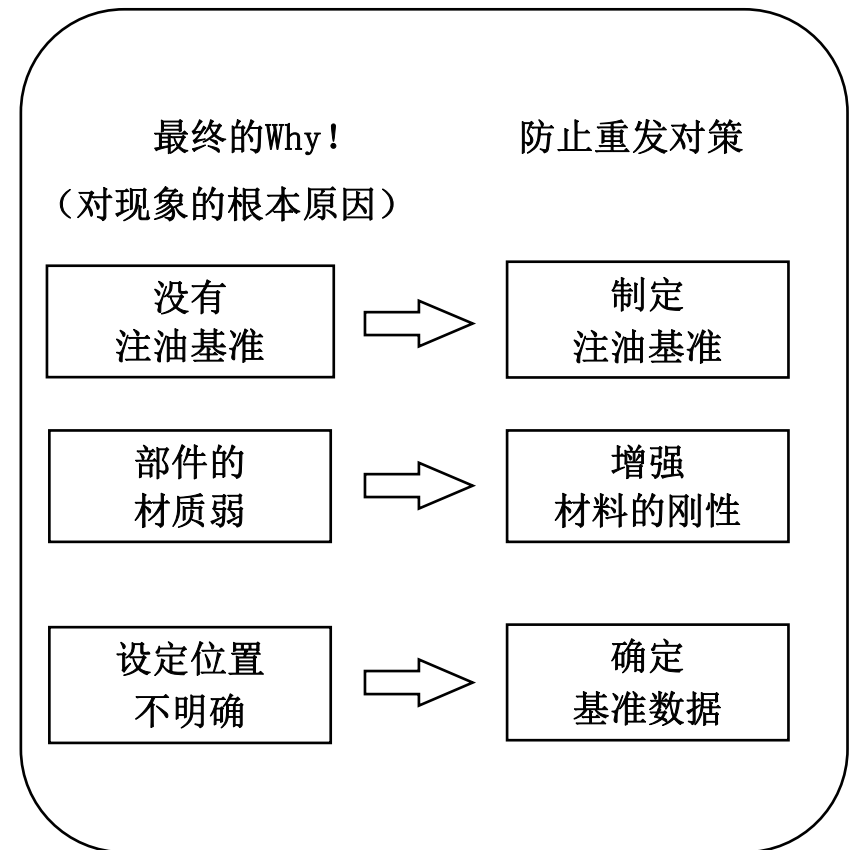 最终的Why!
防止重发对策
（对现象的根本原因）
没有
注油基准
制定
注油基准
部件的
材质弱
增强
材料的刚性
设定位置
不明确
确定
基准数据